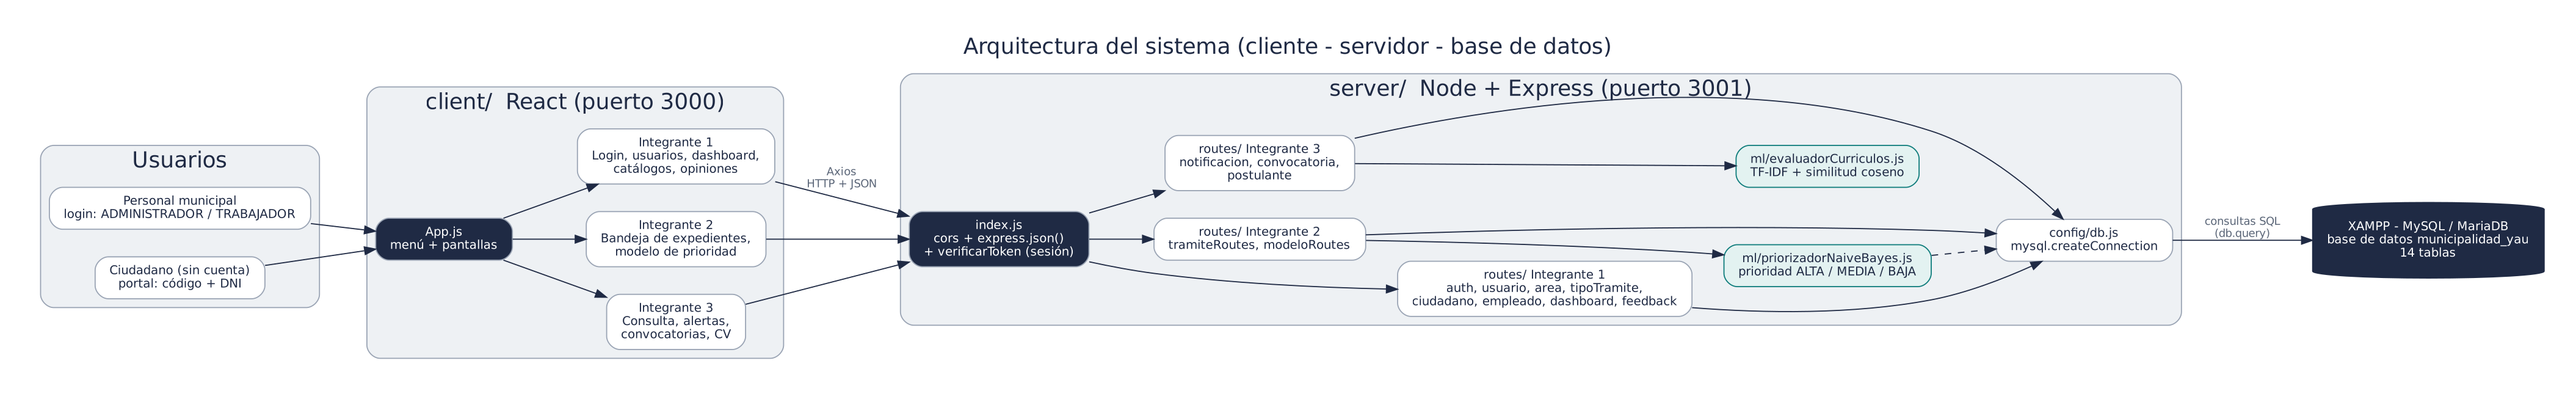 Arquitectura del sistema (cliente - servidor - base de datos)
Usuarios
Personal municipal
login: ADMINISTRADOR / TRABAJADOR
Ciudadano (sin cuenta)
portal: código + DNI
client/  React (puerto 3000)
App.js
menú + pantallas
Integrante 1
Login, usuarios, dashboard,
catálogos, opiniones
Integrante 2
Bandeja de expedientes,
modelo de prioridad
Integrante 3
Consulta, alertas,
convocatorias, CV
Axios
HTTP + JSON
server/  Node + Express (puerto 3001)
index.js
cors + express.json()
+ verificarToken (sesión)
routes/ Integrante 3
notificacion, convocatoria,
postulante
routes/ Integrante 2
tramiteRoutes, modeloRoutes
routes/ Integrante 1
auth, usuario, area, tipoTramite,
ciudadano, empleado, dashboard, feedback
ml/evaluadorCurriculos.js
TF-IDF + similitud coseno
ml/priorizadorNaiveBayes.js
prioridad ALTA / MEDIA / BAJA
config/db.js
mysql.createConnection
consultas SQL
(db.query)
XAMPP - MySQL / MariaDB
base de datos municipalidad_yau
14 tablas